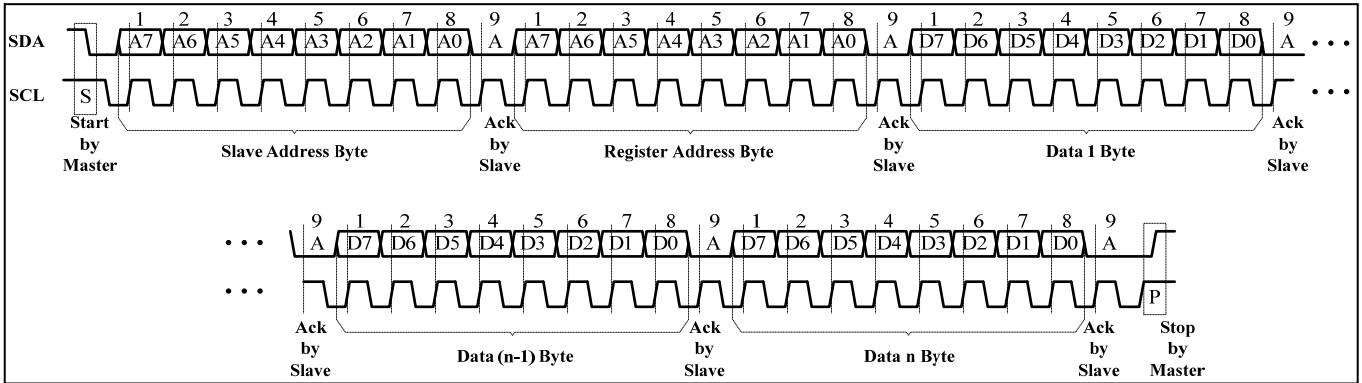 1 2 3 4 5 6 7 8 9 1 2 3 4 5 6 7 8 9 1 2 3 4 5 6 7 8 9
SDA A7 A6 A5 A4 A3 A2 A1 A0 A A7 A6 A5 A4 A3 A2 A1 A0 A D7 D6 D5 D4 D3 D2 D1 D0 A • • •
SCL S • • •
Start by Master
Slave Address Byte
Ack by Slave
Register Address Byte
Ack by Slave
Data 1 Byte
Ack by Slave
9 1 2 3 4 5 6 7 8 9 1 2 3 4 5 6 7 8 9
• • • A D7 D6 D5 D4 D3 D2 D1 D0 A D7 D6 D5 D4 D3 D2 D1 D0 A
• • • P
Ack by Slave
Data (n-1) Byte
Ack by Slave
Data n Byte
Ack by Slave
Stop by Master